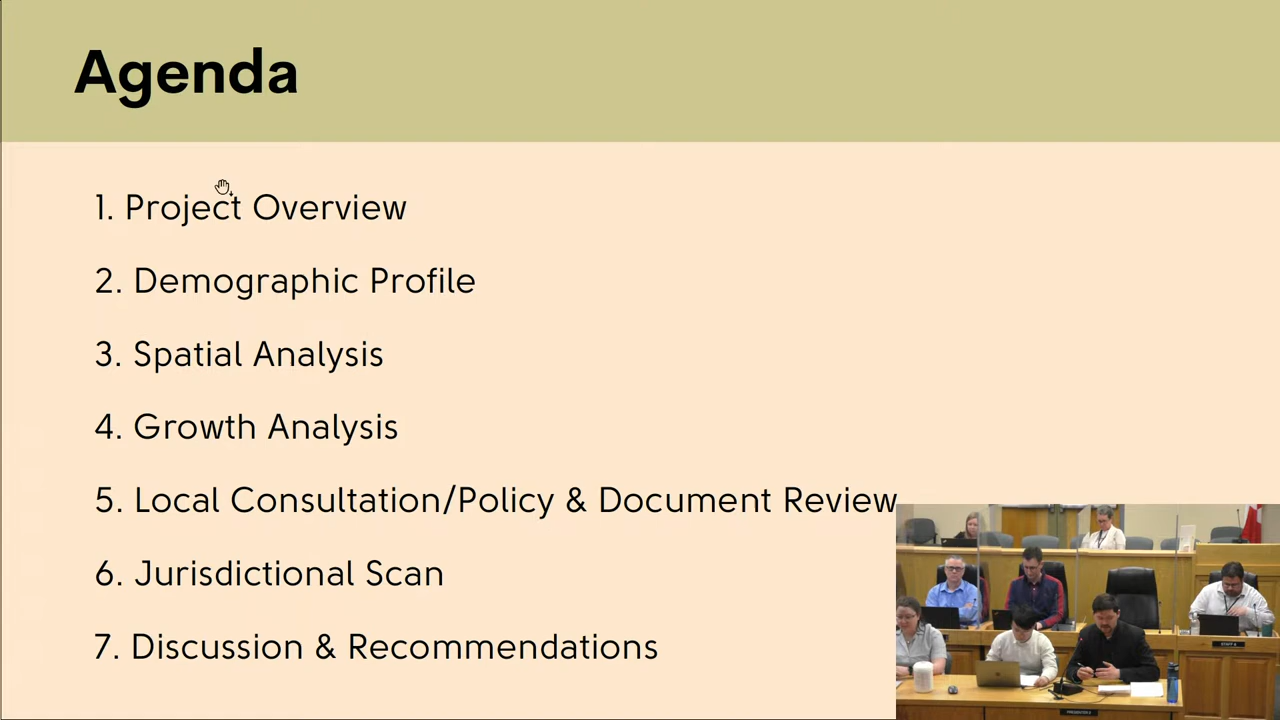 Agenda
1. Project Overview
2. Demographic Profile
3. Spatial Analysis
4. Growth Analysis
5. Local Consultation/Policy & Document Review
6. Jurisdictional Scan
7. Discussion & Recommendations